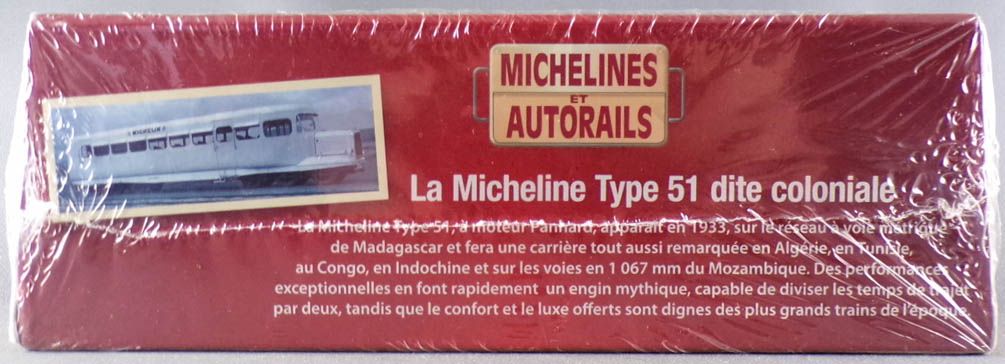 MICHELINES
ET
AUTORAILS
MICHELIN
La Micheline Type 51 dite coloniale
La Micheline Type 51, à moteur Panhard, apparaît en 1933, sur le réseau à voie métrique
de Madagascar et fera une carrière tout aussi remarquée en Algérie, en Tunisie,
au Congo, en Indochine et sur les voies en 1 067 mm du Mozambique. Des performances
exceptionnelles en font rapidement un engin mythique, capable de diviser les temps de trajet
par deux, tandis que le confort et le luxe offerts sont dignes des plus grands trains de l'époque.